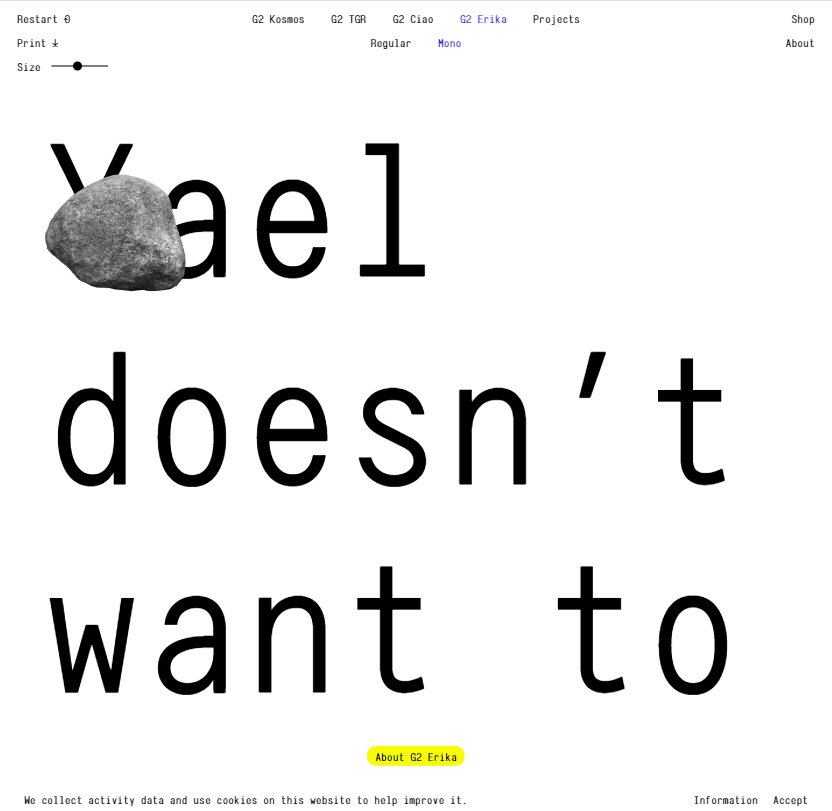 Restart
G2 Kosmos G2 TGR G2 Ciao G2 Erika Projects
Shop
Print
Regular Mono
About
Size
Yael
doesn’t
want to
About G2 Erika
We collect activity data and use cookies on this website to help improve it.
Information Accept